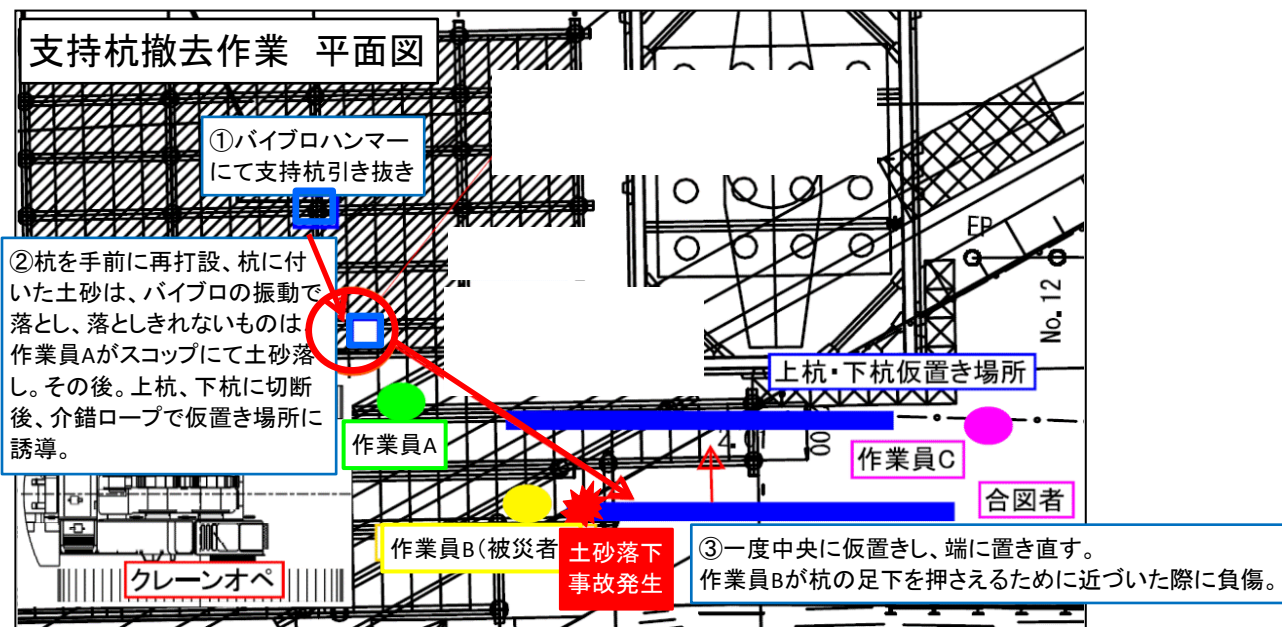 支持杭撤去作業 平面図
①バイブロハンマー
にて支持杭引き抜き
②杭を手前に再打設、杭に付
いた土砂は、バイブロの振動で
落とし、落としきれないものは
作業員Aがスコップにて土砂落
し。その後。上杭、下杭に切断
後、介錯ロープで仮置き場所に
誘導。
EP
No.12
上杭・下杭仮置き場所
作業員A
作業員C
合図者
作業員B(被災者
土砂落下
事故発生
クレーンオペ
③一度中央に仮置きし、端に置き直す。
作業員Bが杭の足下を押さえるために近づいた際に負傷。